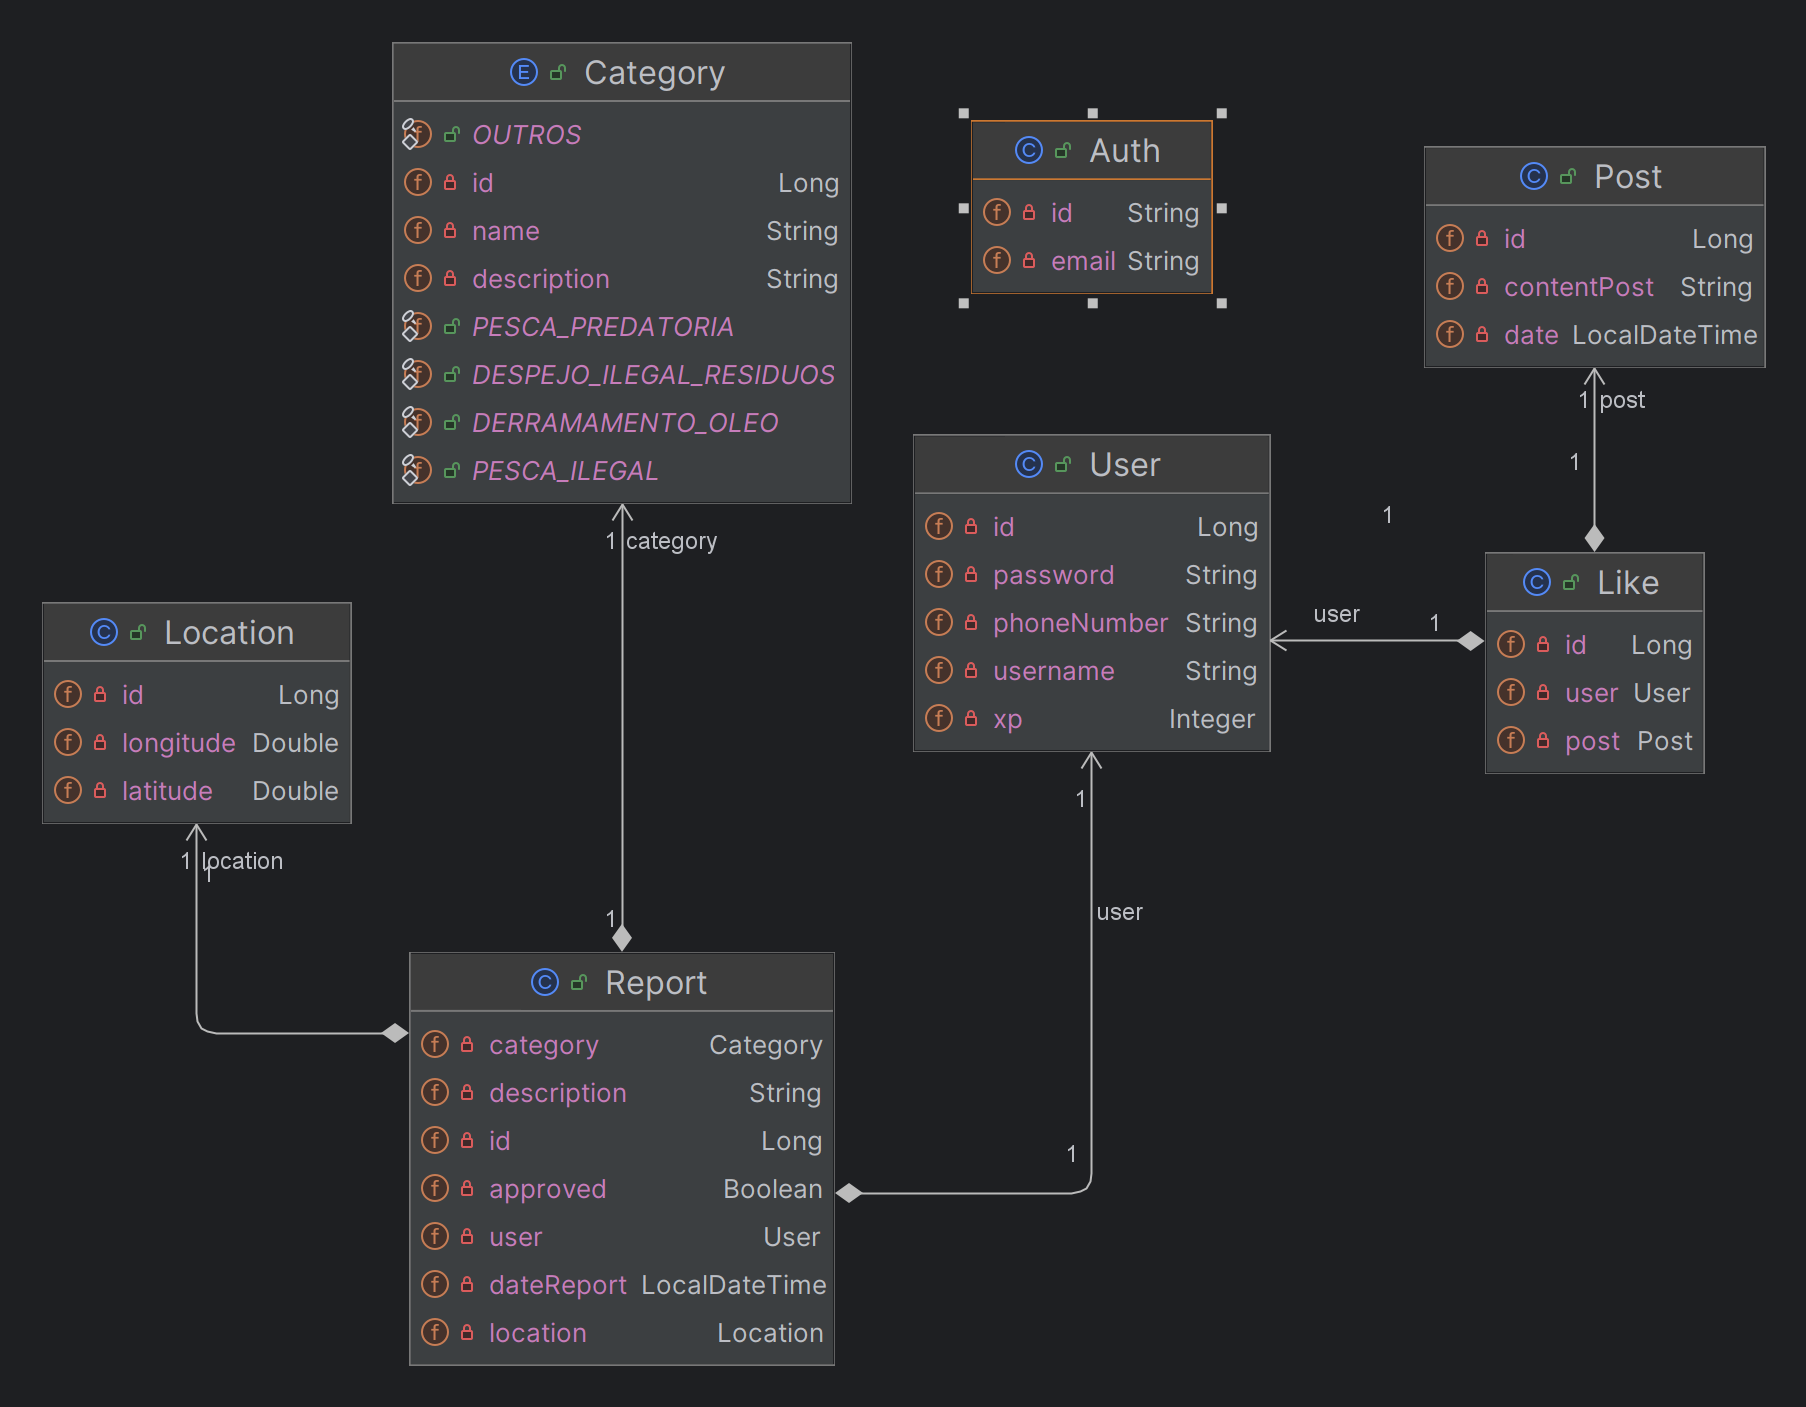 Category
OUTROS
id Long
name String
description String
PESCA_PREDATORIA
DESPEJO_ILEGAL_RESIDUOS
DERRAMAMENTO_OLEO
PESCA_ILEGAL
Auth
id String
email String
Post
id Long
contentPost String
date LocalDateTime
1 post
1
1
1 category
User
id Long
password String
phoneNumber String
username String
xp Integer
user 1
Like
id Long
user User
post Post
Location
id Long
longitude Double
latitude Double
1 location
1
1
user
1
1
Report
category Category
description String
id Long
approved Boolean
user User
dateReport LocalDateTime
location Location